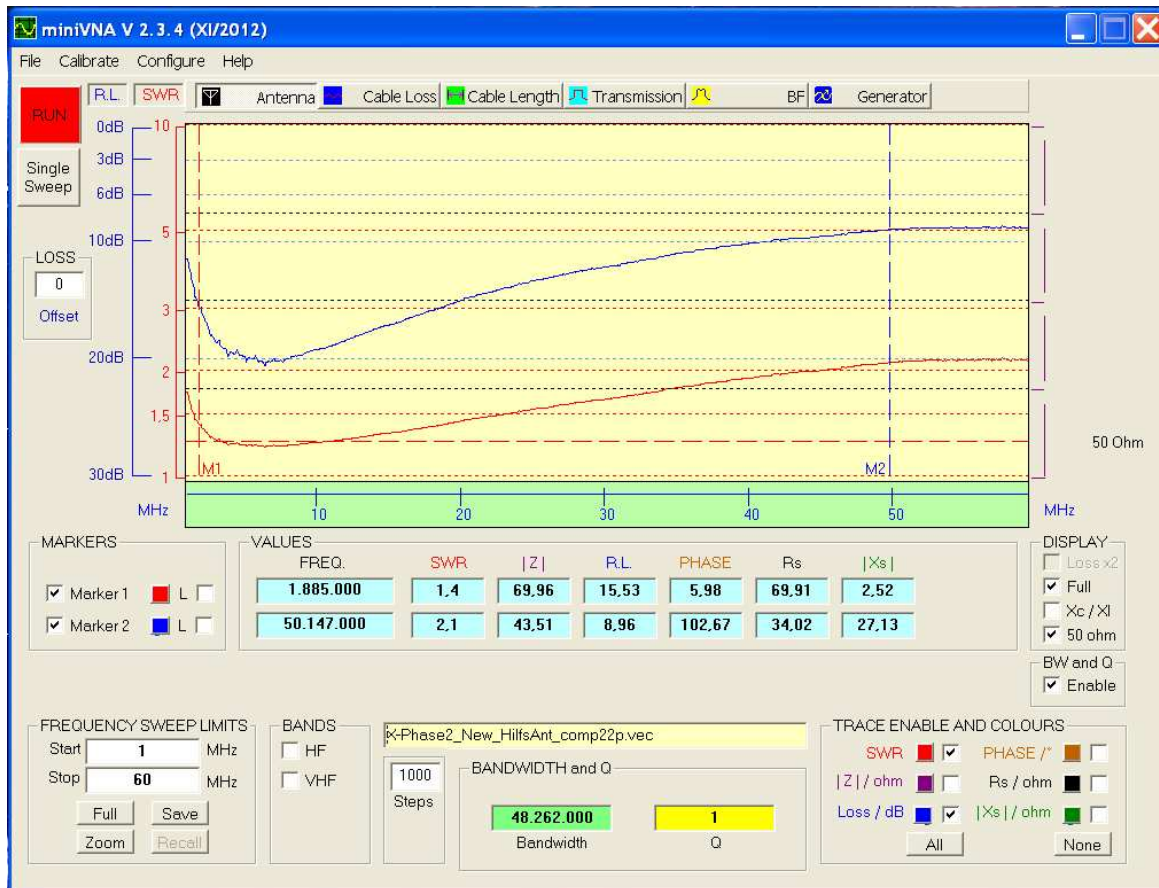 miniVNA V 2.3.4 (XI/2012)
File Calibrate Configure Help
RUN
R.L. SWR Antenna Cable Loss Cable Length Transmission BF Generator
Single
Sweep
LOSS
0
Offset
0dB
3dB
6dB
10dB
20dB
30dB
10
5
3
2
1,5
1
M1
M2
50 Ohm
MHz 10 20 30 40 50 MHz
MARKERS
Marker 1 L
Marker 2 L
VALUES
FREQ. SWR |Z| R.L. PHASE Rs |Xs|
1.885.000 1,4 69,96 15,53 5,98 69,91 2,52
50.147.000 2,1 43,51 8,96 102,67 34,02 27,13
DISPLAY
Loss x2
Full
Xc / Xl
50 ohm
BW and Q
Enable
FREQUENCY SWEEP LIMITS
Start 1 MHz
Stop 60 MHz
Full Save
Zoom Recall
BANDS
HF
VHF
X-Phase2_New_HilfsAnt_comp22p.vec
1000
Steps
BANDWIDTH and Q
48.262.000 1
Bandwidth Q
TRACE ENABLE AND COLOURS
SWR PHASE /°
|Z| / ohm Rs / ohm
Loss / dB |Xs| / ohm
All None